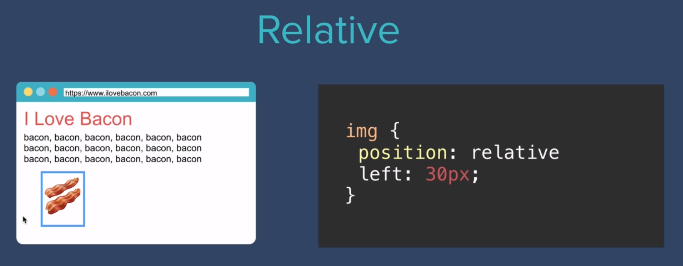 Relative
https://www.ilovebacon.com
I Love Bacon
bacon, bacon, bacon, bacon, bacon, bacon
bacon, bacon, bacon, bacon, bacon, bacon
bacon, bacon, bacon, bacon, bacon, bacon
img {
position: relative
left: 30px;
}